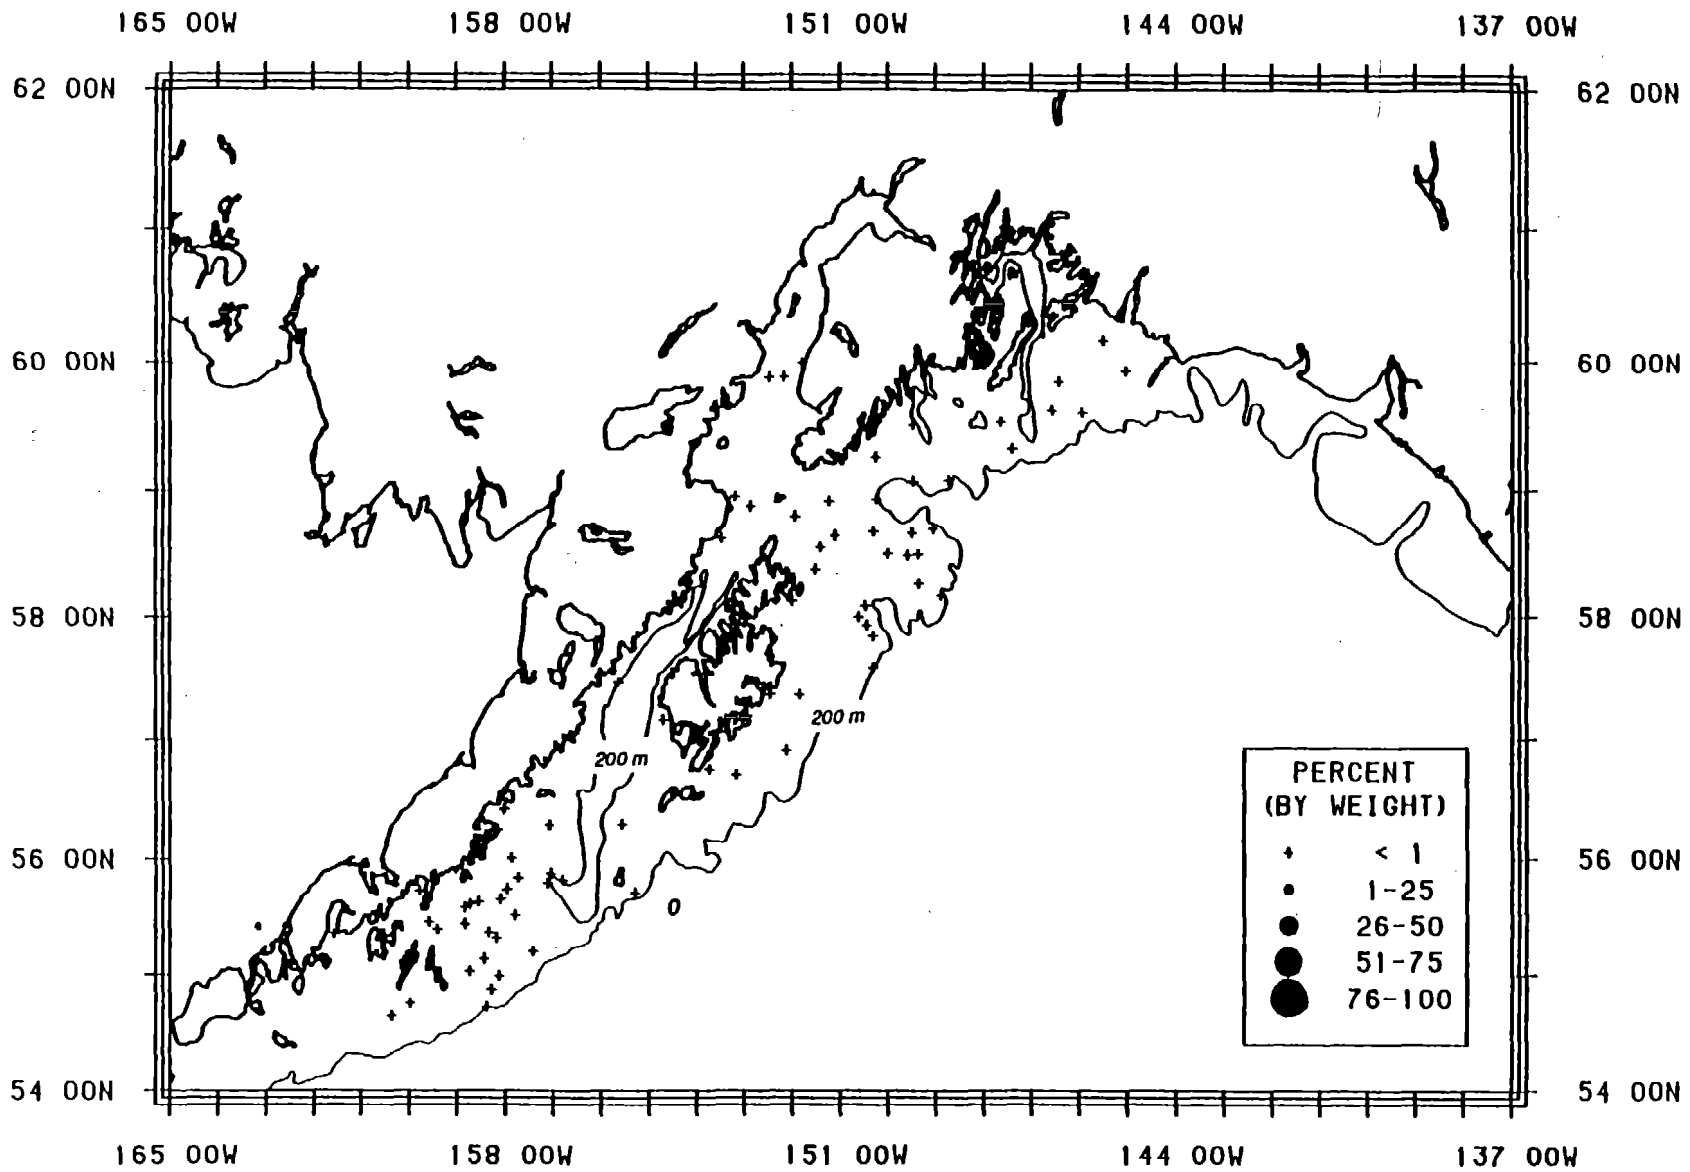 165 00W 158 00W 151 00W 144 00W 137 00W
62 00N 62 00N
60 00N 60 00N
58 00N 58 00N
200 m
200 m
PERCENT
(BY WEIGHT)
< 1
56 00N 56 00N
1-25
26-50
51-75
76-100
54 00N 54 00N
165 00W 158 00W 151 00W 144 00W 137 00W